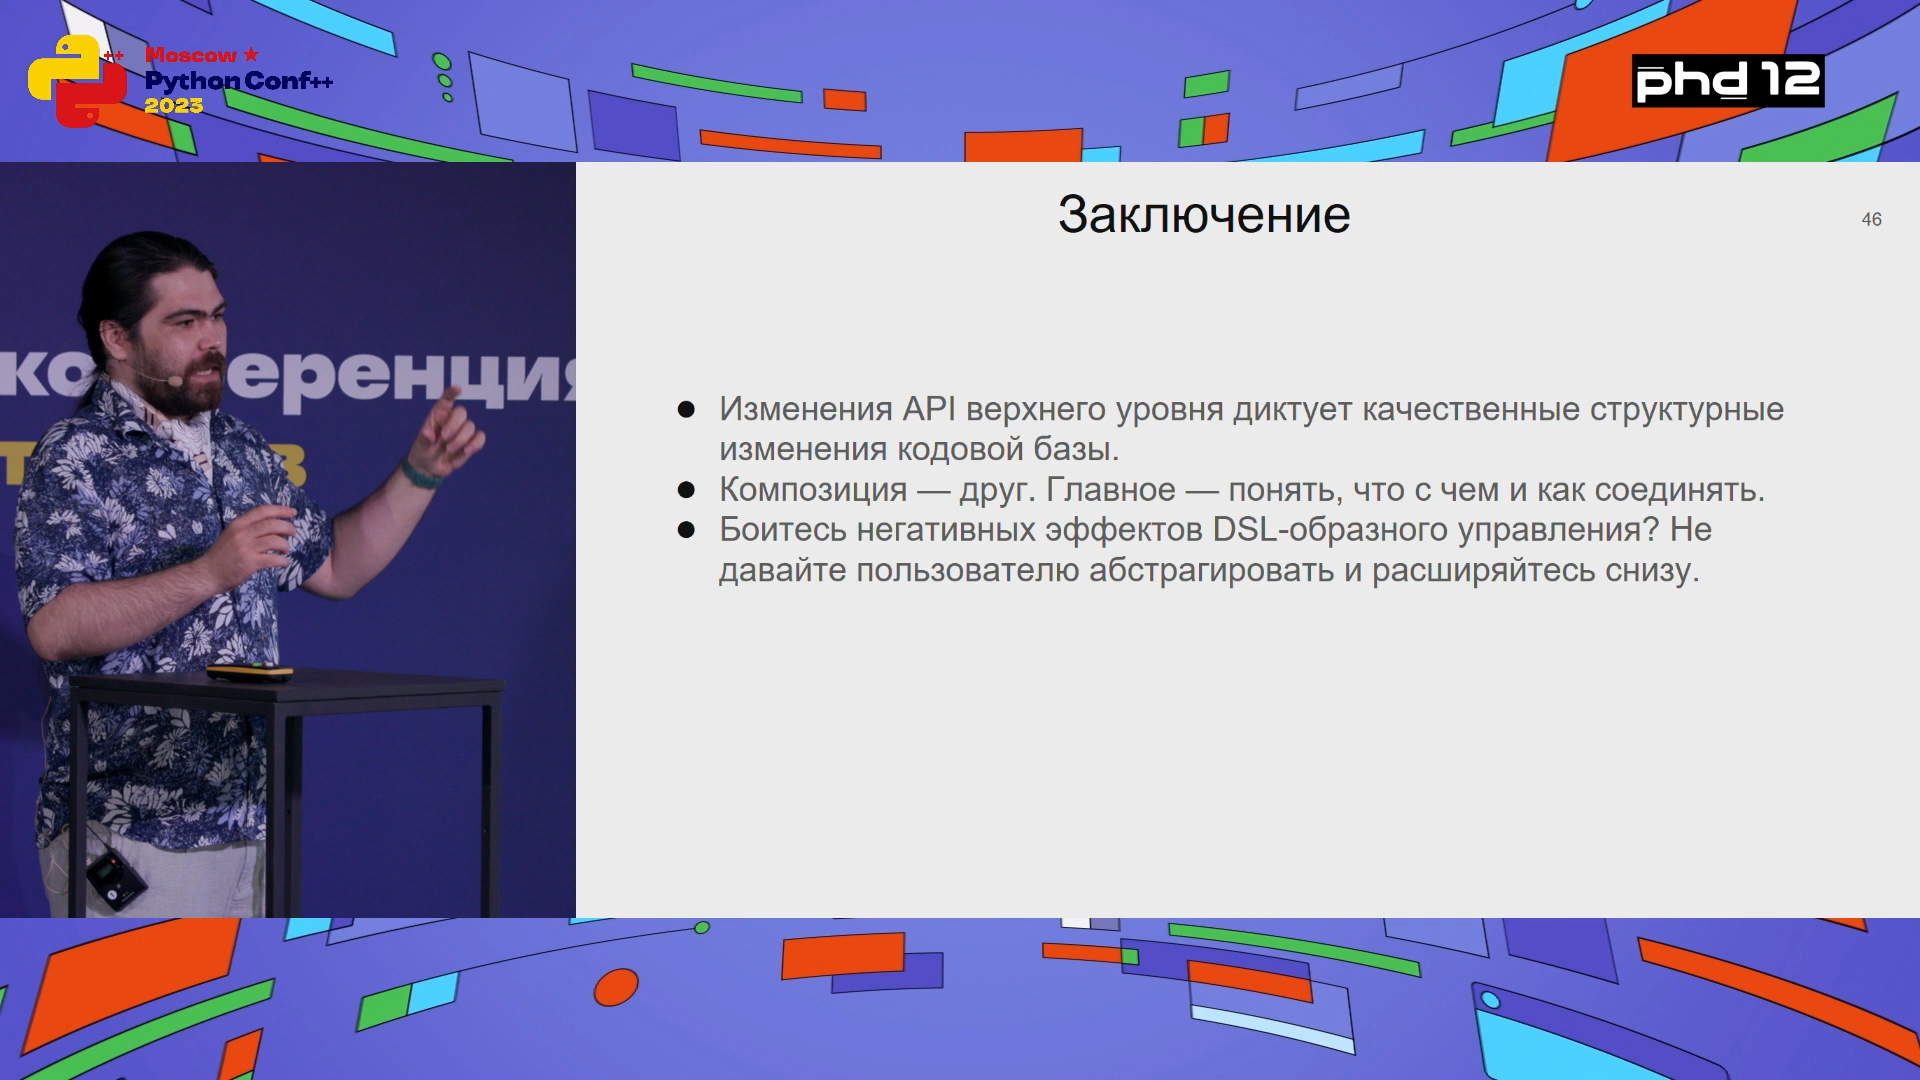 ++
Moscow ★
Python Conf++
2023
phd 12
Заключение
46
● Изменения API верхнего уровня диктует качественные структурные
изменения кодовой базы.
● Композиция — друг. Главное — понять, что с чем и как соединять.
● Боитесь негативных эффектов DSL-образного управления? Не
давайте пользователю абстрагировать и расширяйтесь снизу.